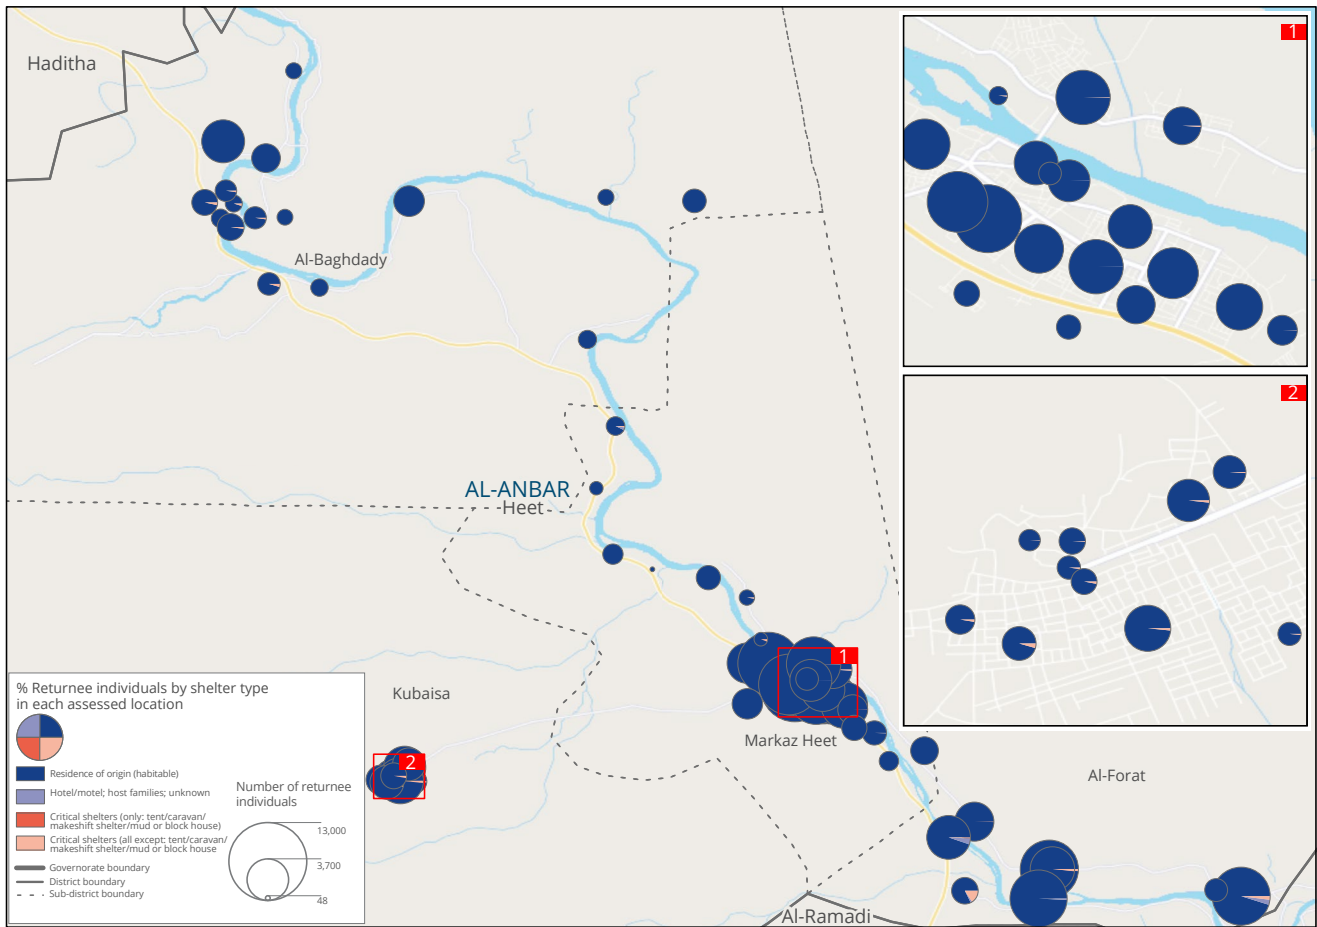 Haditha
1
Al-Baghdady
2
AL-ANBAR
Heet
1
Kubaisa
Markaz Heet
2
Al-Forat
Al-Ramadi
% Returnee individuals by shelter type
in each assessed location
Residence of origin (habitable)
Hotel/motel; host families; unknown
Critical shelters (only: tent/caravan/
makeshift shelter/mud or block house)
Critical shelters (all except: tent/caravan/
makeshift shelter/mud or block house
Governorate boundary
District boundary
Sub-district boundary
Number of returnee
individuals
13,000
3,700
48